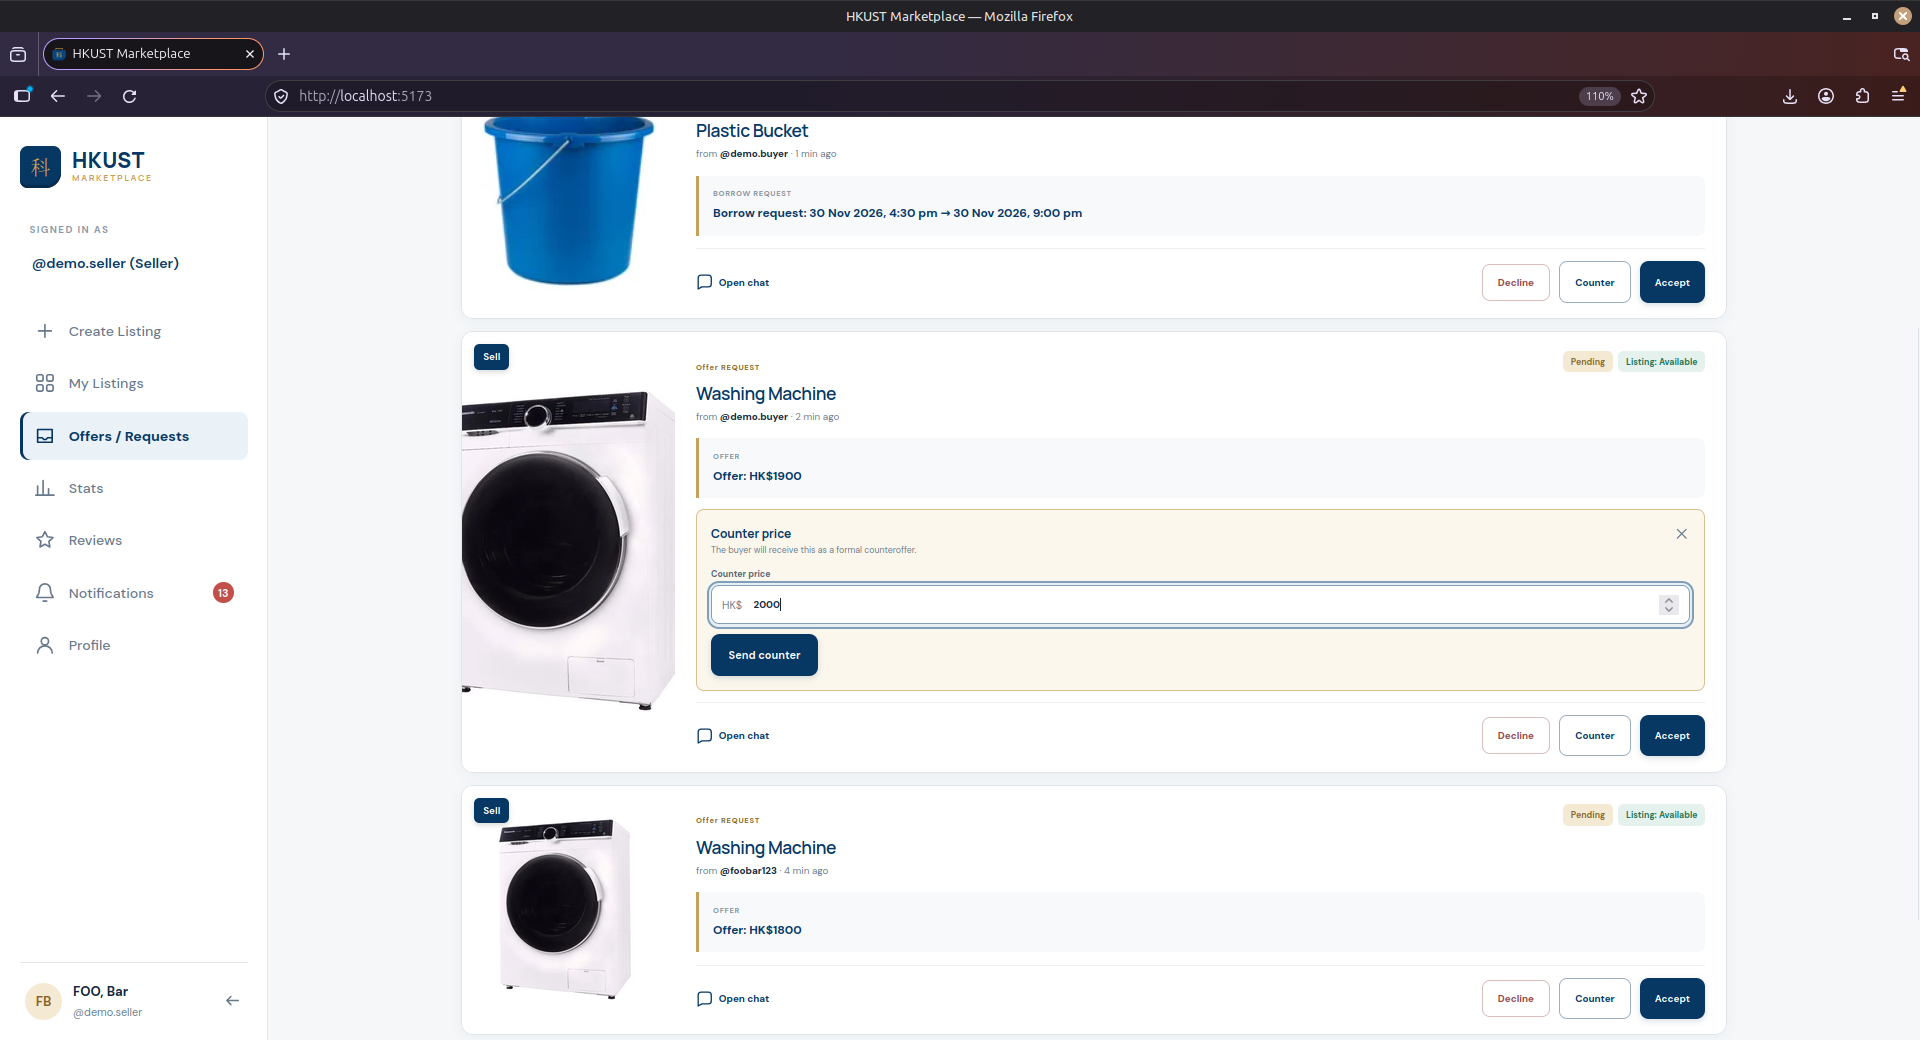 HKUST Marketplace — Mozilla Firefox
HKUST Marketplace
http://localhost:5173
110%
科
HKUST
MARKETPLACE
SIGNED IN AS
@demo.seller (Seller)
Create Listing
My Listings
Offers / Requests
Stats
Reviews
Notifications
13
Profile
FB
FOO, Bar
@demo.seller
Plastic Bucket
from @demo.buyer · 1 min ago
BORROW REQUEST
Borrow request: 30 Nov 2026, 4:30 pm → 30 Nov 2026, 9:00 pm
Open chat
Decline
Counter
Accept
Sell
Offer REQUEST
Pending
Listing: Available
Washing Machine
from @demo.buyer · 2 min ago
OFFER
Offer: HK$1900
Counter price
The buyer will receive this as a formal counteroffer.
Counter price
HK$ 2000
Send counter
Open chat
Decline
Counter
Accept
Sell
Offer REQUEST
Pending
Listing: Available
Washing Machine
from @foobar123 · 4 min ago
OFFER
Offer: HK$1800
Open chat
Decline
Counter
Accept